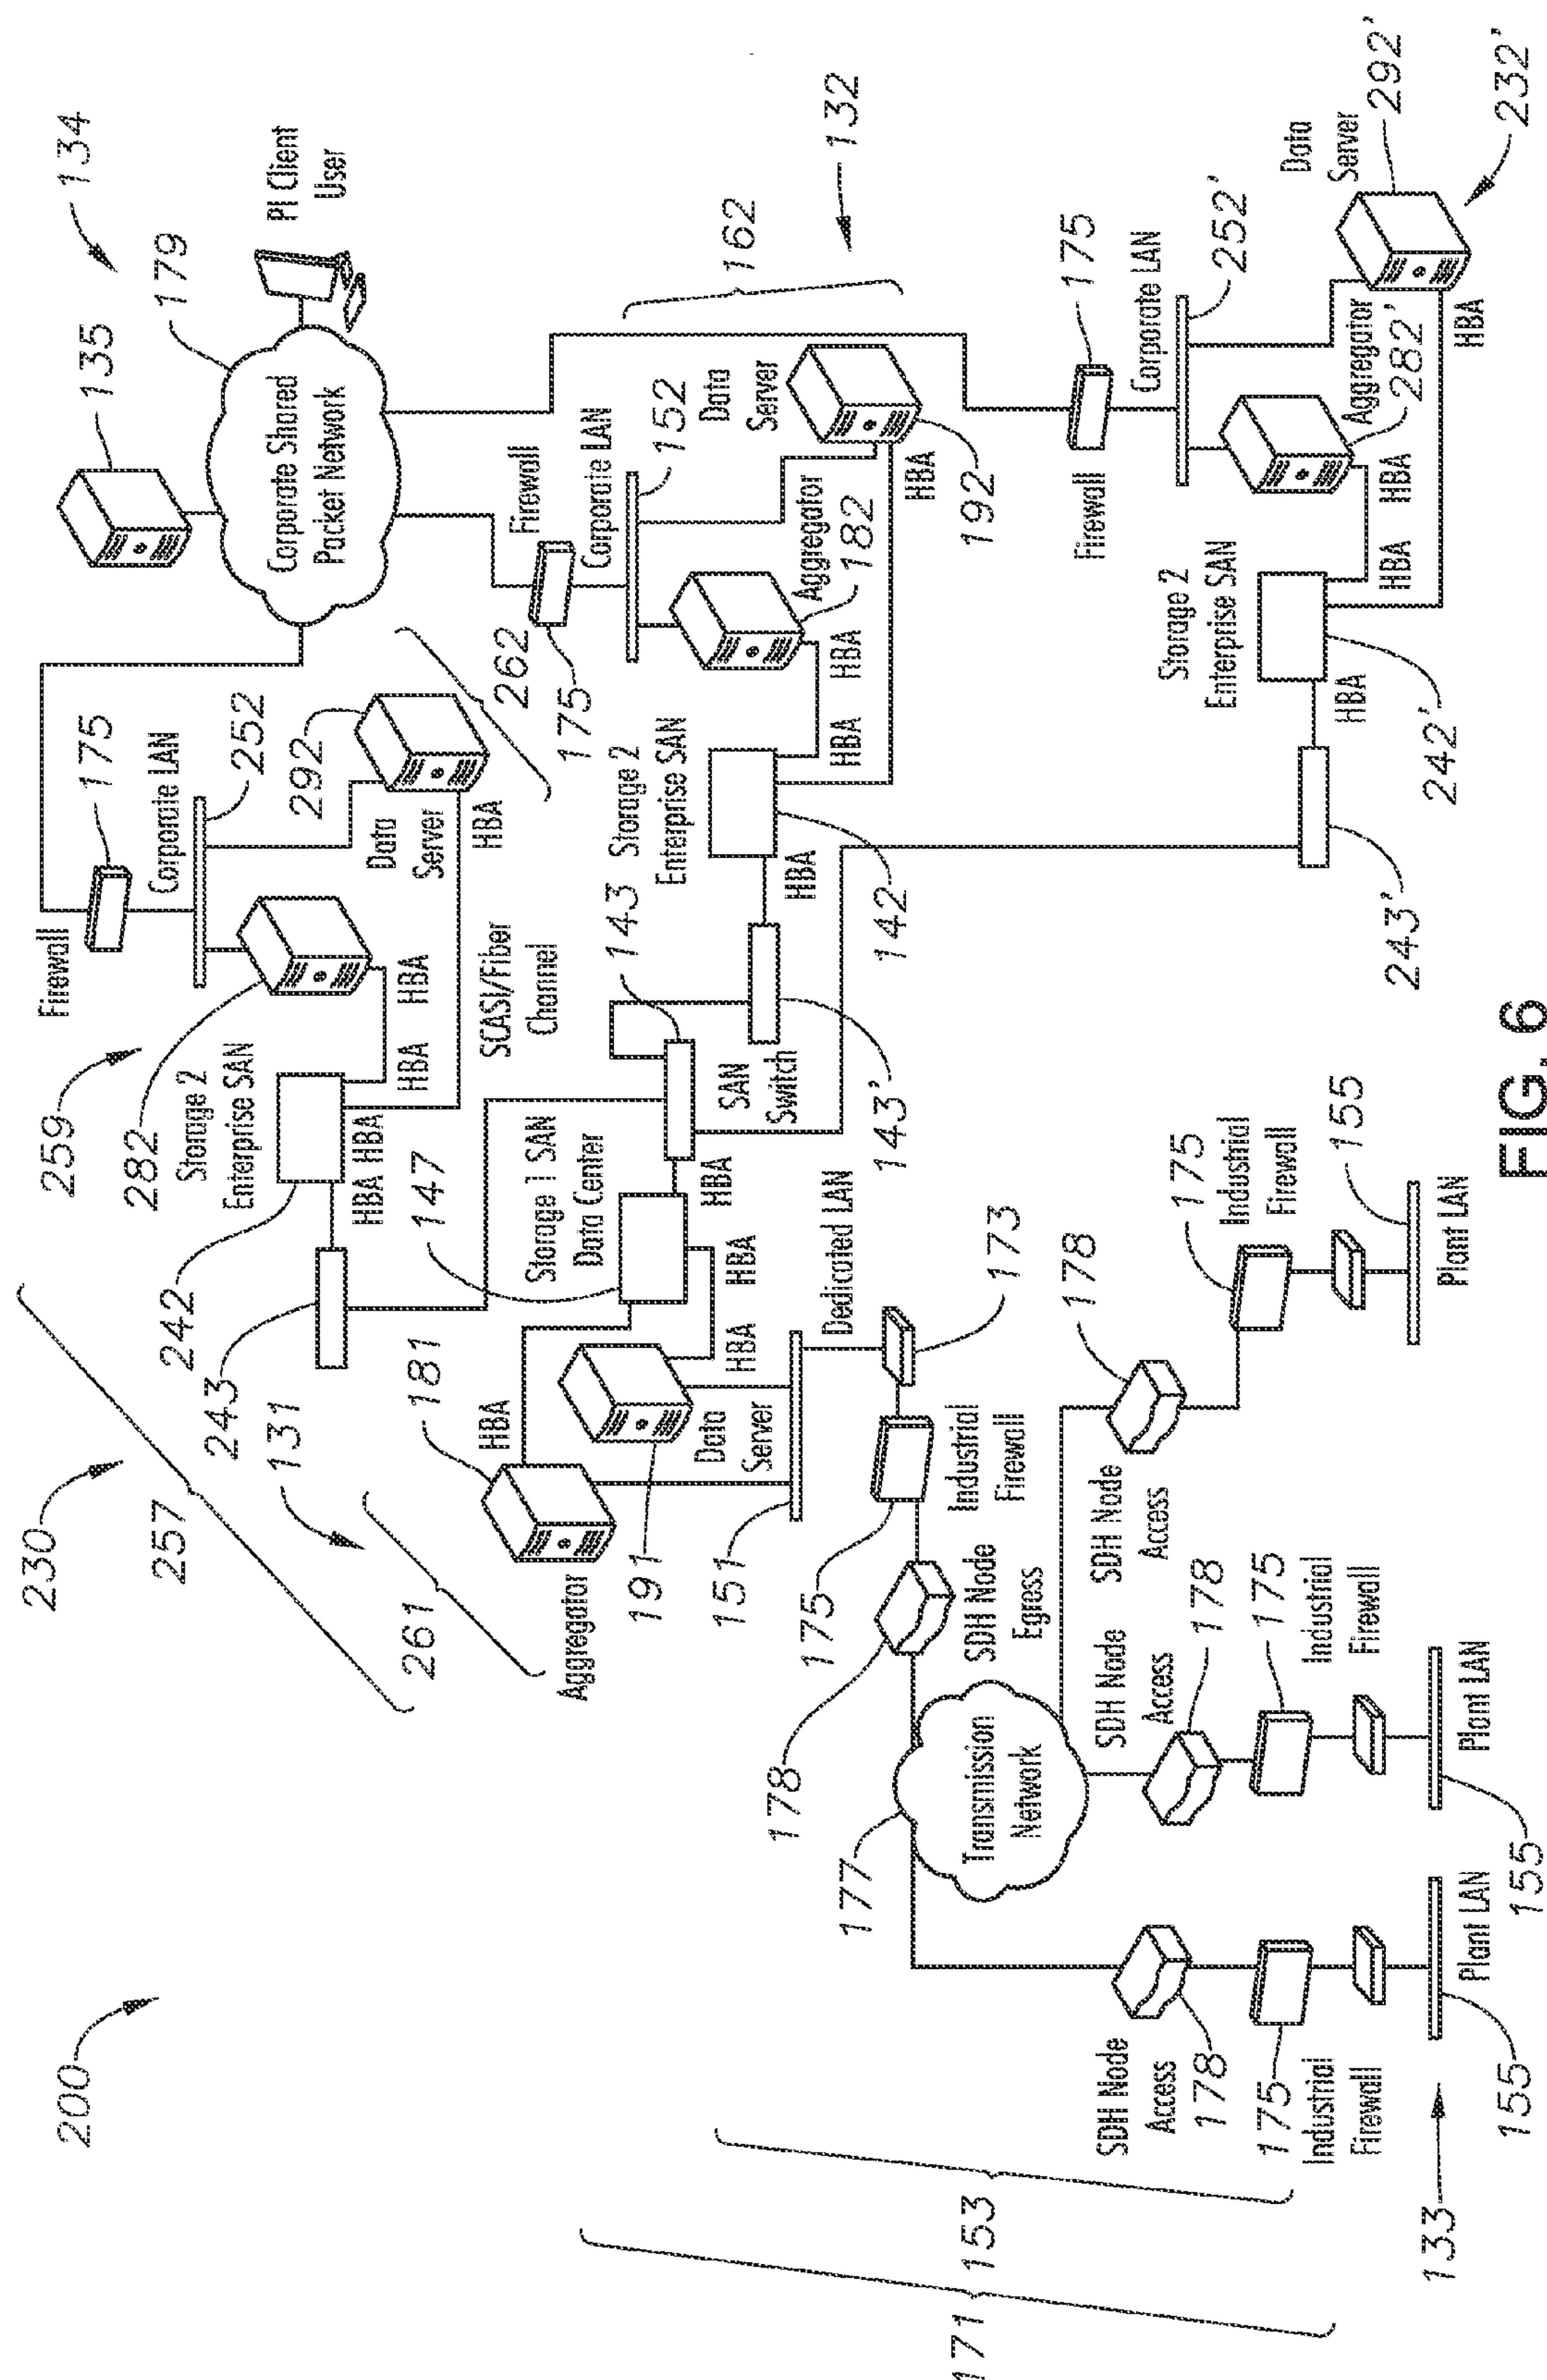 200
230
257
259
Firewall
175
Corporate LAN
252
282
292
Data
Server
HBA
HBA
HBA
HBA HBA
262
Storage 2
Enterprise SAN
242
243
SCASI/Fiber
Channel
135
134
179
Corporate Shared
Packet Network
PI Client
User
131
261
181
HBA
Aggregator
147
Storage 1 SAN
Data Center
HBA
HBA
HBA
191
Data
Server
151
Dedicated LAN
173
143
SAN
Switch
143'
Storage 2
Enterprise SAN
HBA
142
HBA
HBA
Aggregator
182
Firewall
175
Corporate LAN
152
Data
Server
HBA
192
162
132
175
Firewall
Corporate LAN
252'
Aggregator
282'
Data
Server
292'
232'
HBA
HBA
HBA
Storage 2
Enterprise SAN
HBA
242'
243'
175
Industrial
Firewall
178
SDH Node
Egress
177
Transmission
Network
SDH Node
Access
178
175
Industrial
Firewall
155
Plant LAN
SDH Node
Access
178
175
Industrial
Firewall
155
Plant LAN
SDH Node
Access
178
175
Industrial
Firewall
155
Plant LAN
133
153
171
FIG. 6